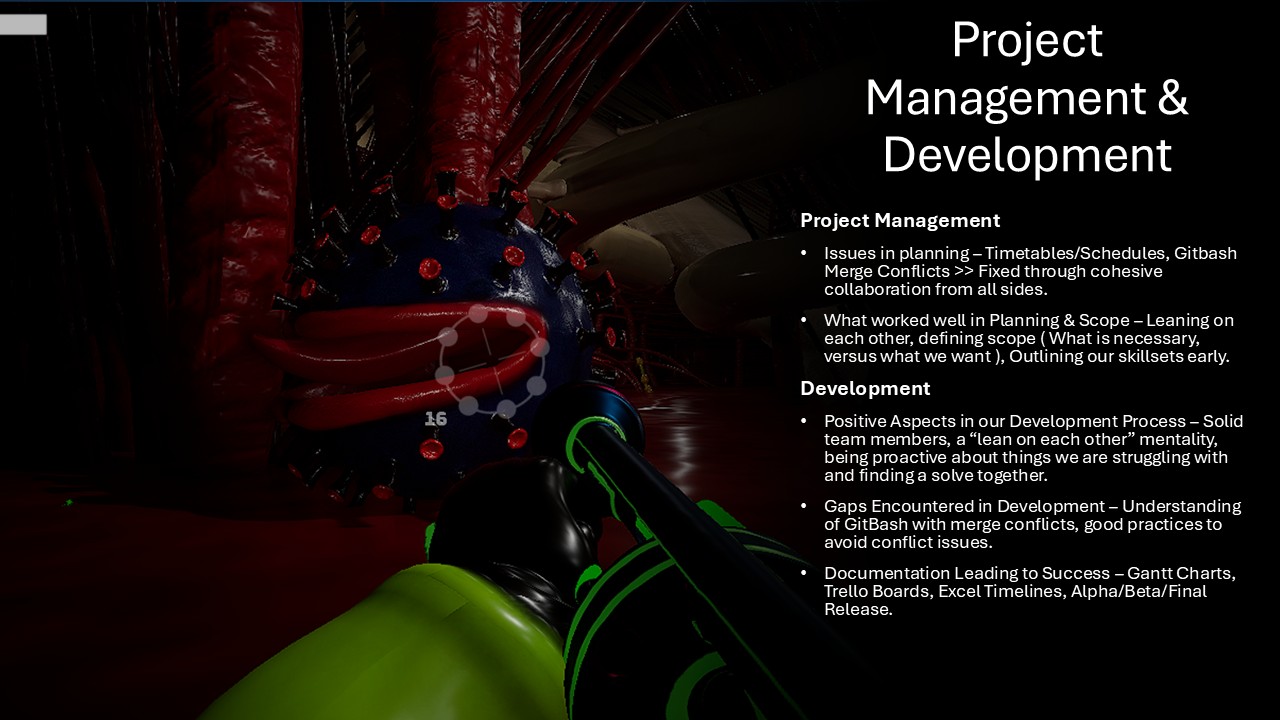 Project
Management &
Development
Project Management
• Issues in planning – Timetables/Schedules, Gitbash
Merge Conflicts >> Fixed through cohesive
collaboration from all sides.
• What worked well in Planning & Scope – Leaning on
each other, defining scope ( What is necessary,
versus what we want ), Outlining our skillsets early.
Development
• Positive Aspects in our Development Process – Solid
team members, a “lean on each other” mentality,
being proactive about things we are struggling with
and finding a solve together.
• Gaps Encountered in Development – Understanding
of GitBash with merge conflicts, good practices to
avoid conflict issues.
• Documentation Leading to Success – Gantt Charts,
Trello Boards, Excel Timelines, Alpha/Beta/Final
Release.
16